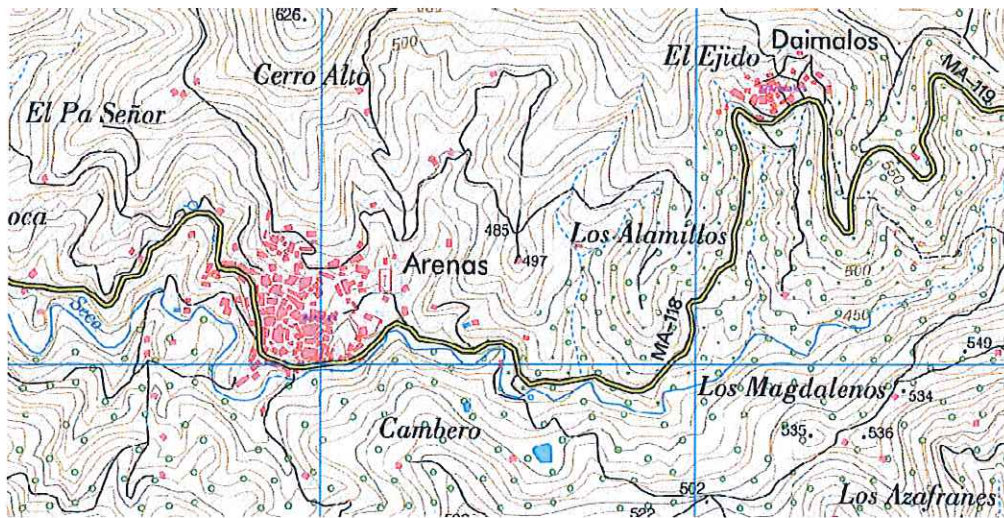 626
500
Daimalos
El Ejido
MA-119
Cerro Alto
El Pa Señor
550
oca
485
Los Alamillos
497
Arenas
500
Seco
MA-118
450
549
Los Magdalenos
534
Cambero
535
536
502
Los Azafranes